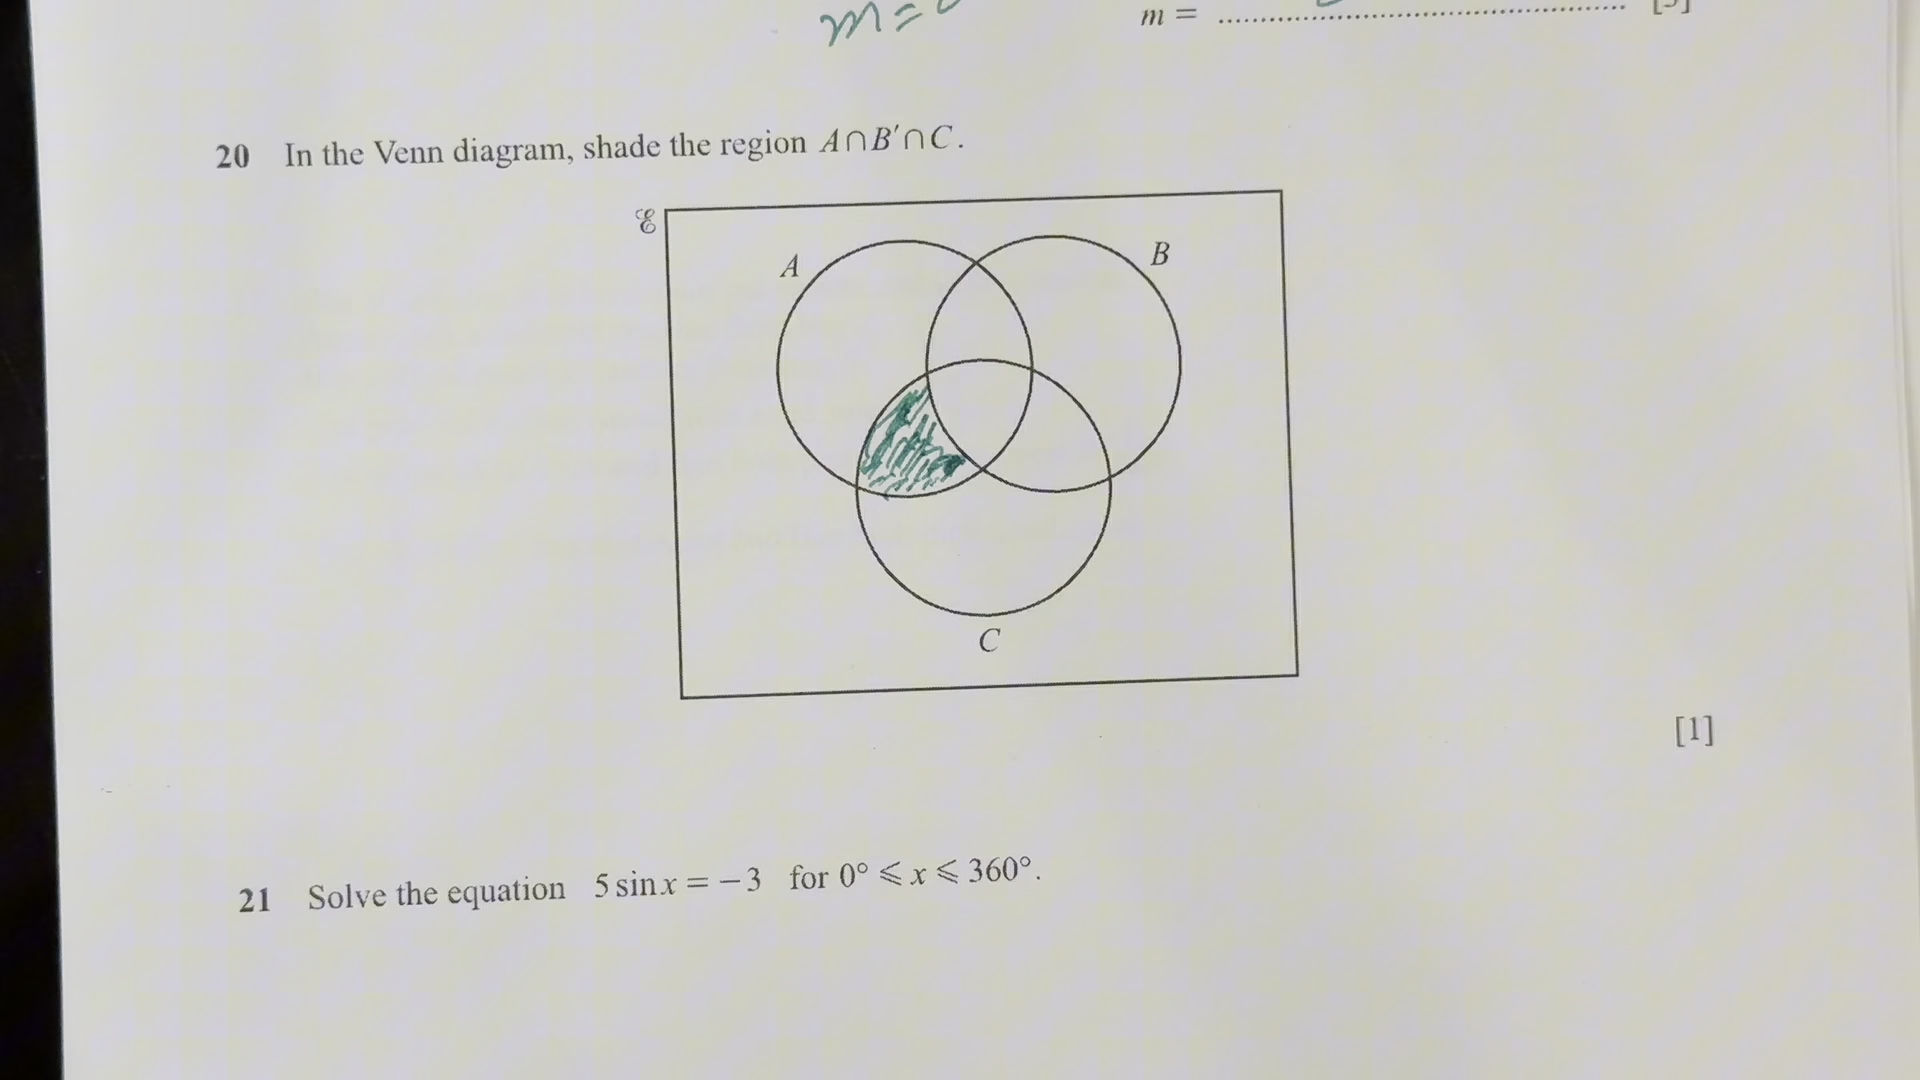 m =
m = ........................................ [3]
20 In the Venn diagram, shade the region A∩B′∩C.
ℰ
A
B
C
[1]
21 Solve the equation 5 sin x = −3 for 0° ⩽ x ⩽ 360°.